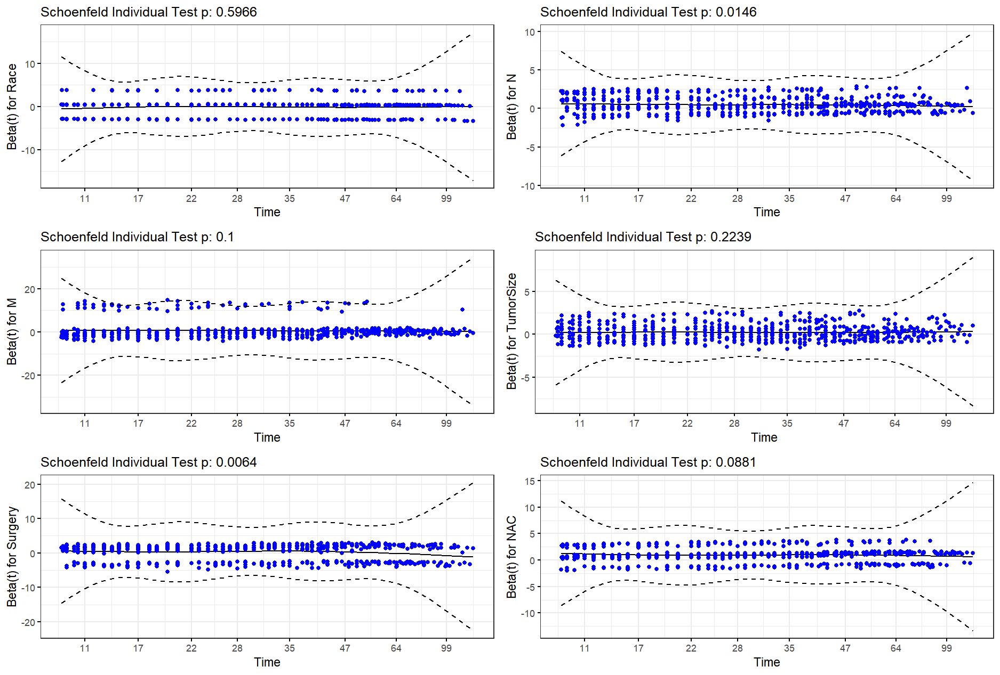 Schoenfeld Individual Test p: 0.5966
Beta(t) for Race
10
0
-10
11 17 22 28 35 47 64 99
Time
Schoenfeld Individual Test p: 0.0146
Beta(t) for N
10
5
0
-5
-10
11 17 22 28 35 47 64 99
Time
Schoenfeld Individual Test p: 0.1
Beta(t) for M
20
0
-20
11 17 22 28 35 47 64 99
Time
Schoenfeld Individual Test p: 0.2239
Beta(t) for TumorSize
5
0
-5
11 17 22 28 35 47 64 99
Time
Schoenfeld Individual Test p: 0.0064
Beta(t) for Surgery
20
10
0
-10
-20
11 17 22 28 35 47 64 99
Time
Schoenfeld Individual Test p: 0.0881
Beta(t) for NAC
15
10
5
0
-5
-10
11 17 22 28 35 47 64 99
Time